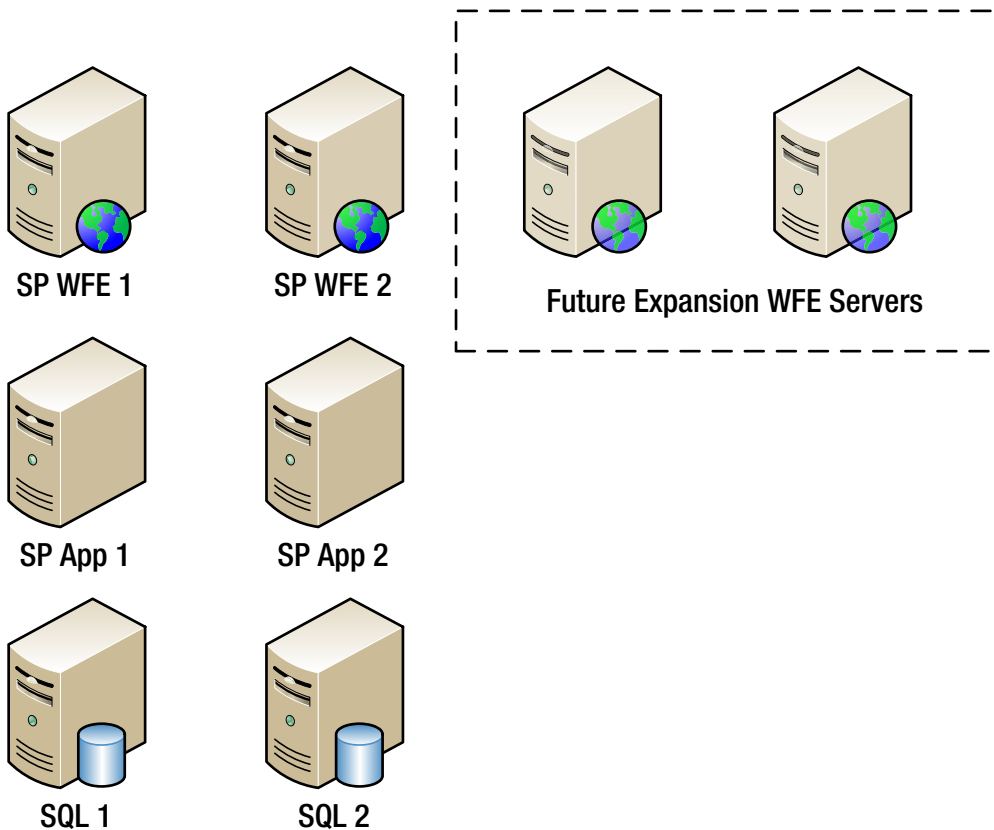 SP WFE 1
SP WFE 2
Future Expansion WFE Servers
SP App 1
SP App 2
SQL 1
SQL 2